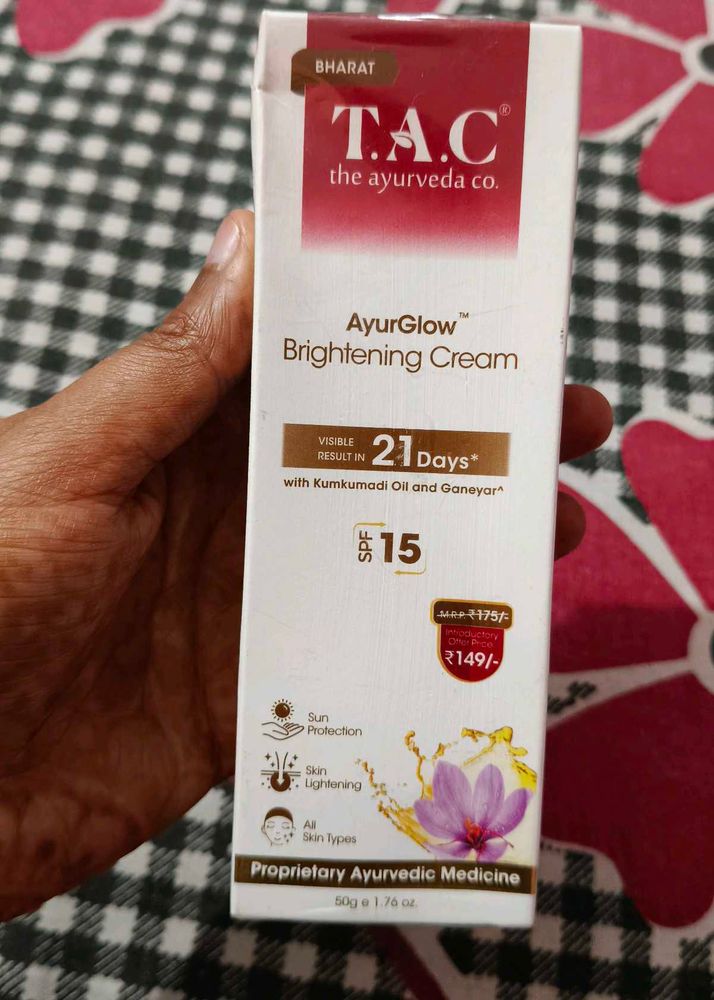 BHARAT
T.A.C®
the ayurveda co.
AyurGlow™
Brightening Cream
VISIBLE
RESULT IN 21 Days*
with Kumkumadi Oil and Ganeyar^
SPF 15
M.R.P. ₹175/-
Introductory
Offer Price
₹149/-
Sun
Protection
Skin
Lightening
All
Skin Types
Proprietary Ayurvedic Medicine
50g e 1.76 oz.